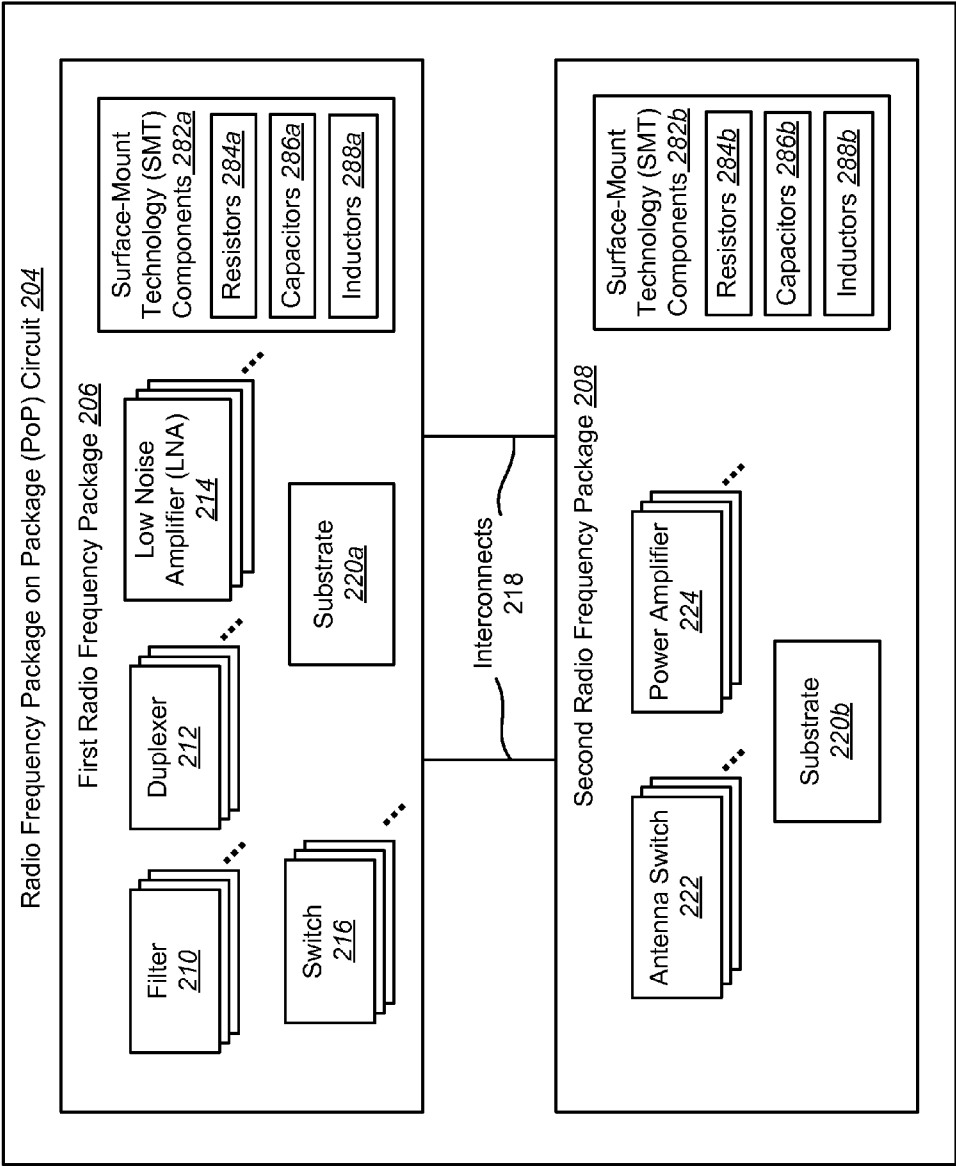 Radio Frequency Package on Package (PoP) Circuit 204
First Radio Frequency Package 206
Filter
210
Duplexer
212
Low Noise
Amplifier (LNA)
214
Switch
216
Substrate
220a
Surface-Mount
Technology (SMT)
Components 282a
Resistors 284a
Capacitors 286a
Inductors 288a
Interconnects
218
Second Radio Frequency Package 208
Antenna Switch
222
Power Amplifier
224
Substrate
220b
Surface-Mount
Technology (SMT)
Components 282b
Resistors 284b
Capacitors 286b
Inductors 288b